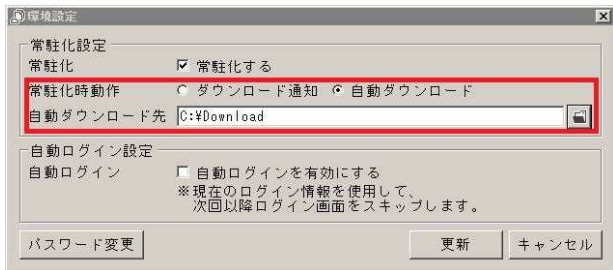 環境設定
常駐化設定
常駐化 常駐化する
常駐化時動作 ダウンロード通知 自動ダウンロード
自動ダウンロード先 C:¥Download
自動ログイン設定
自動ログイン 自動ログインを有効にする
※現在のログイン情報を使用して、
次回以降ログイン画面をスキップします。
パスワード変更 更新 キャンセル